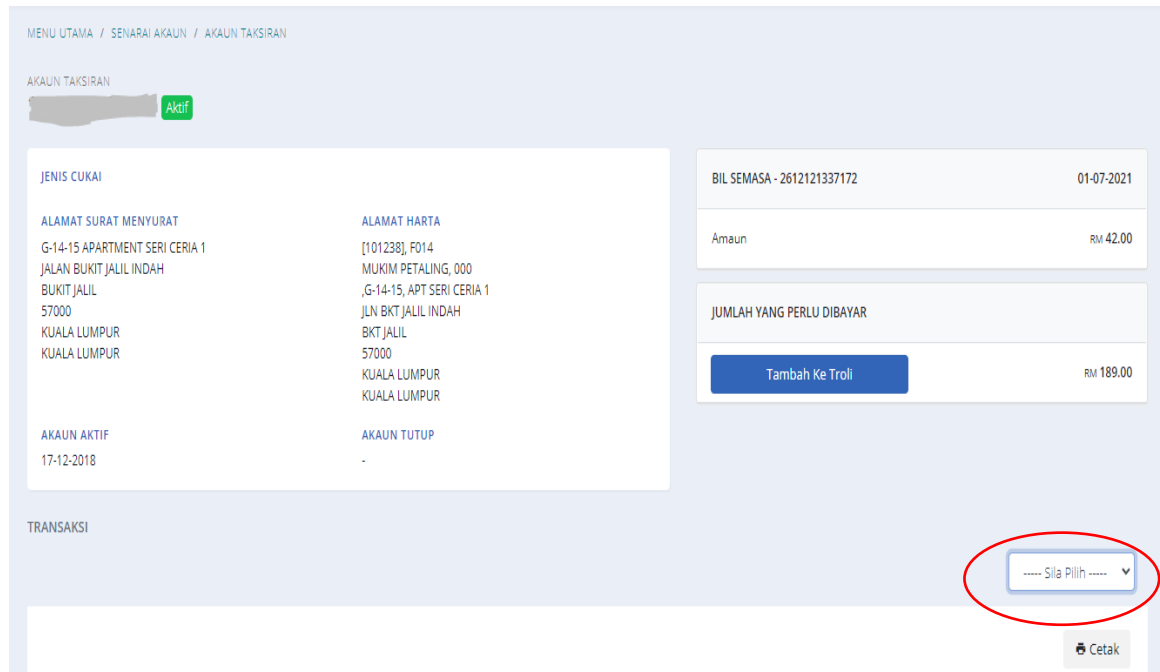 MENU UTAMA / SENARAI AKAUN / AKAUN TAKSIRAN
AKAUN TAKSIRAN
Aktif
JENIS CUKAI
ALAMAT SURAT MENYURAT
G-14-15 APARTMENT SERI CERIA 1
JALAN BUKIT JALIL INDAH
BUKIT JALIL
57000
KUALA LUMPUR
KUALA LUMPUR
ALAMAT HARTA
[101238], F014
MUKIM PETALING, 000
,G-14-15, APT SERI CERIA 1
JLN BKT JALIL INDAH
BKT JALIL
57000
KUALA LUMPUR
KUALA LUMPUR
AKAUN AKTIF
17-12-2018
AKAUN TUTUP
-
BIL SEMASA - 2612121337172 01-07-2021
Amaun RM 42.00
JUMLAH YANG PERLU DIBAYAR
Tambah Ke Troli RM 189.00
TRANSAKSI
----- Sila Pilih -----
Cetak